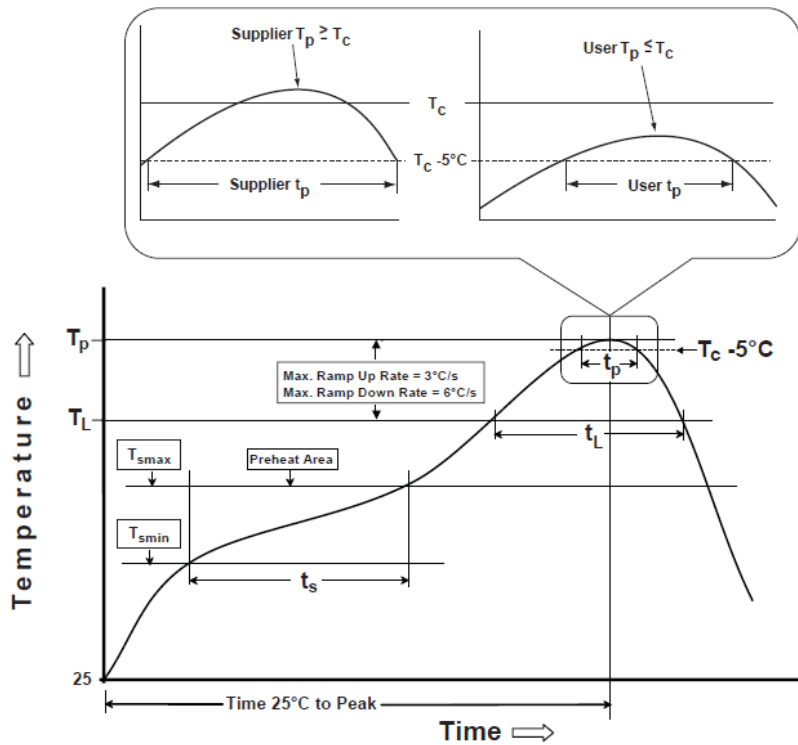 Supplier Tp ≥ Tc
User Tp ≤ Tc
Tc
Tc -5°C
Supplier tp
User tp
Tp
Tc -5°C
tp
Max. Ramp Up Rate = 3°C/s
Max. Ramp Down Rate = 6°C/s
TL
tL
Tsmax
Preheat Area
Tsmin
ts
Temperature
25
Time 25°C to Peak
Time